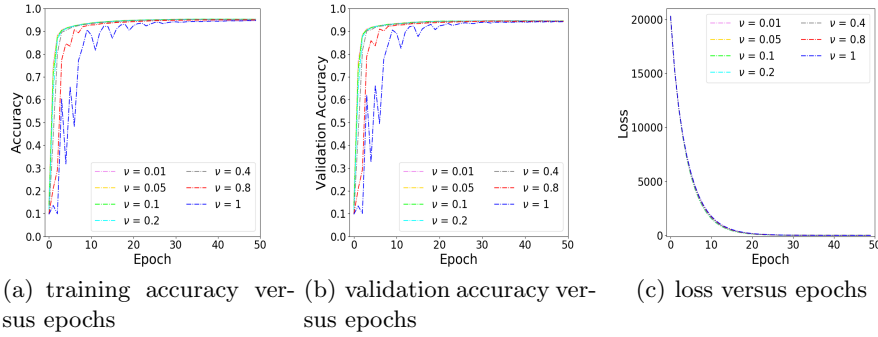 1.0
0.9
0.8
0.7
0.6
0.5
0.4
0.3
0.2
0.1
0.0
Accuracy
0 10 20 30 40 50
Epoch
ν = 0.01
ν = 0.05
ν = 0.1
ν = 0.2
ν = 0.4
ν = 0.8
ν = 1
1.0
0.9
0.8
0.7
0.6
0.5
0.4
0.3
0.2
0.1
0.0
Validation Accuracy
0 10 20 30 40 50
Epoch
ν = 0.01
ν = 0.05
ν = 0.1
ν = 0.2
ν = 0.4
ν = 0.8
ν = 1
20000
15000
10000
5000
0
Loss
0 10 20 30 40 50
Epoch
ν = 0.01
ν = 0.05
ν = 0.1
ν = 0.2
ν = 0.4
ν = 0.8
ν = 1
(a) training accuracy ver-
sus epochs
(b) validation accuracy ver-
sus epochs
(c) loss versus epochs